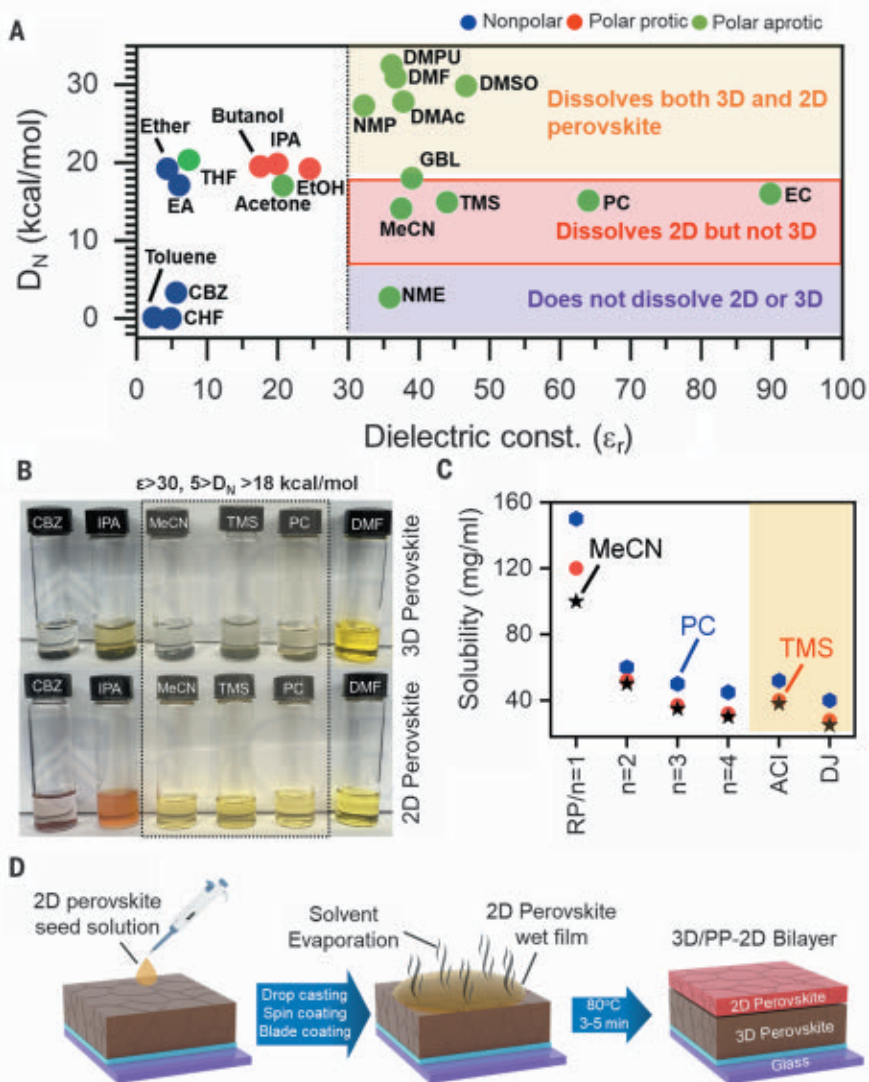 Nonpolar Polar protic Polar aprotic
A
D_N (kcal/mol)
30
20
10
0
DMPU
DMF
DMSO
NMP
DMAc
Dissolves both 3D and 2D
perovskite
Ether
Butanol
IPA
THF
EA
Acetone
EtOH
GBL
MeCN
TMS
PC
EC
Dissolves 2D but not 3D
Toluene
CBZ
CHF
NME
Does not dissolve 2D or 3D
0 10 20 30 40 50 60 70 80 90 100
Dielectric const. (ε_r)
B
ε>30, 5>D_N >18 kcal/mol
CBZ IPA MeCN TMS PC DMF
3D Perovskite
CBZ IPA MeCN TMS PC DMF
2D Perovskite
C
Solubility (mg/ml)
160
120
80
40
MeCN
PC
TMS
RP/n=1 n=2 n=3 n=4 ACI DJ
D
2D perovskite
seed solution
Drop casting
Spin coating
Blade coating
Solvent
Evaporation
2D Perovskite
wet film
80°C
3-5 min
3D/PP-2D Bilayer
2D Perovskite
3D Perovskite
Glass